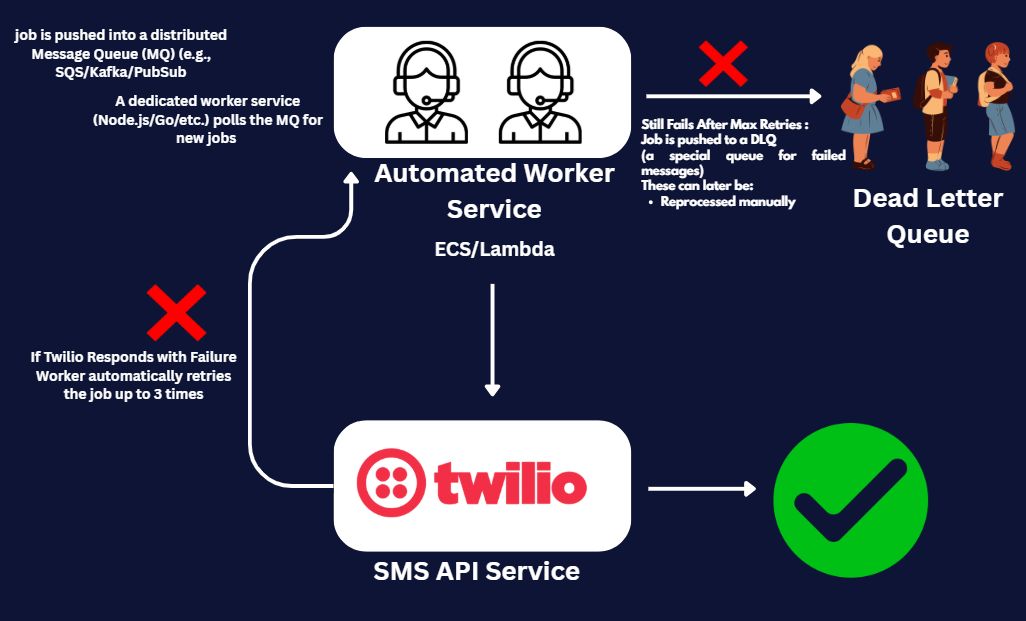 job is pushed into a distributed
Message Queue (MQ) (e.g.,
SQS/Kafka/PubSub
A dedicated worker service
(Node.js/Go/etc.) polls the MQ for
new jobs
Automated Worker
Service
ECS/Lambda
Still Fails After Max Retries :
Job is pushed to a DLQ
(a special queue for failed
messages)
These can later be:
• Reprocessed manually
Dead Letter
Queue
If Twilio Responds with Failure
Worker automatically retries
the job up to 3 times
twilio
SMS API Service